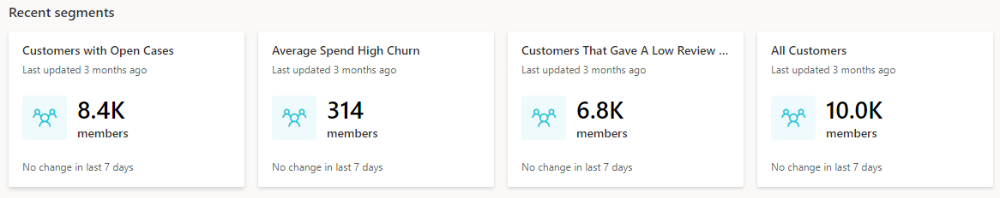 Recent segments
Customers with Open Cases
Last updated 3 months ago
8.4K
members
No change in last 7 days
Average Spend High Churn
Last updated 3 months ago
314
members
No change in last 7 days
Customers That Gave A Low Review ...
Last updated 3 months ago
6.8K
members
No change in last 7 days
All Customers
Last updated 3 months ago
10.0K
members
No change in last 7 days